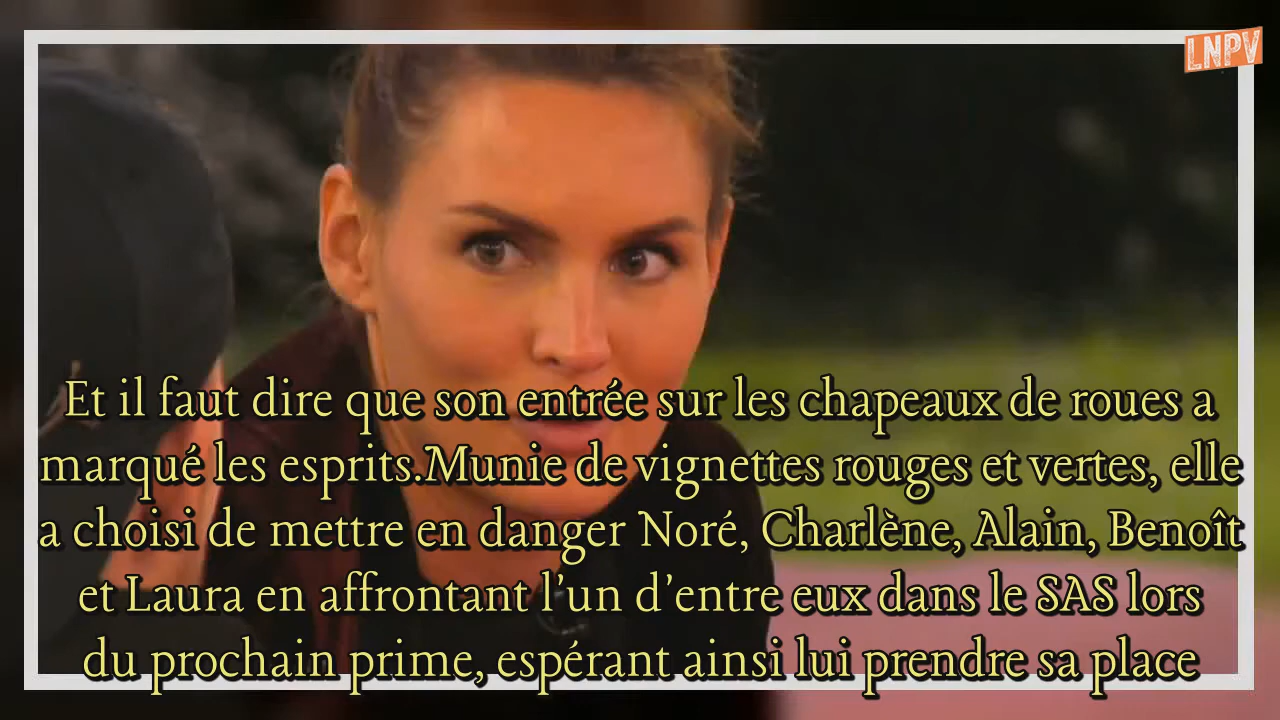 LNPV
Et il faut dire que son entrée sur les chapeaux de roues a
marqué les esprits.Munie de vignettes rouges et vertes, elle
a choisi de mettre en danger Noré, Charlène, Alain, Benoît
et Laura en affrontant l'un d'entre eux dans le SAS lors
du prochain prime, espérant ainsi lui prendre sa place